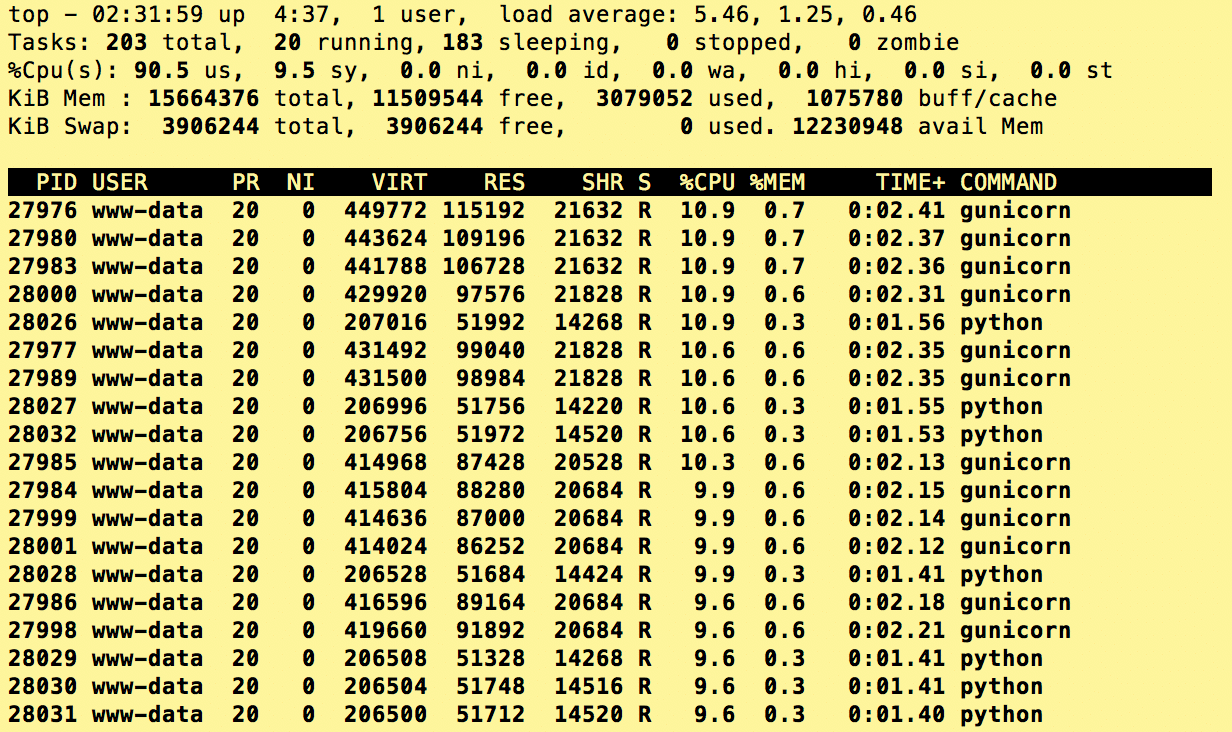 top - 02:31:59 up  4:37,  1 user,  load average: 5.46, 1.25, 0.46
Tasks: 203 total,  20 running, 183 sleeping,   0 stopped,   0 zombie
%Cpu(s): 90.5 us,  9.5 sy,  0.0 ni,  0.0 id,  0.0 wa,  0.0 hi,  0.0 si,  0.0 st
KiB Mem : 15664376 total, 11509544 free,  3079052 used,  1075780 buff/cache
KiB Swap:  3906244 total,  3906244 free,        0 used. 12230948 avail Mem
  PID USER      PR  NI    VIRT    RES    SHR S  %CPU %MEM     TIME+ COMMAND
27976 www-data  20   0  449772 115192  21632 R  10.9  0.7   0:02.41 gunicorn
27980 www-data  20   0  443624 109196  21632 R  10.9  0.7   0:02.37 gunicorn
27983 www-data  20   0  441788 106728  21632 R  10.9  0.7   0:02.36 gunicorn
28000 www-data  20   0  429920  97576  21828 R  10.9  0.6   0:02.31 gunicorn
28026 www-data  20   0  207016  51992  14268 R  10.9  0.3   0:01.56 python
27977 www-data  20   0  431492  99040  21828 R  10.6  0.6   0:02.35 gunicorn
27989 www-data  20   0  431500  98984  21828 R  10.6  0.6   0:02.35 gunicorn
28027 www-data  20   0  206996  51756  14220 R  10.6  0.3   0:01.55 python
28032 www-data  20   0  206756  51972  14520 R  10.6  0.3   0:01.53 python
27985 www-data  20   0  414968  87428  20528 R  10.3  0.6   0:02.13 gunicorn
27984 www-data  20   0  415804  88280  20684 R   9.9  0.6   0:02.15 gunicorn
27999 www-data  20   0  414636  87000  20684 R   9.9  0.6   0:02.14 gunicorn
28001 www-data  20   0  414024  86252  20684 R   9.9  0.6   0:02.12 gunicorn
28028 www-data  20   0  206528  51684  14424 R   9.9  0.3   0:01.41 python
27986 www-data  20   0  416596  89164  20684 R   9.6  0.6   0:02.18 gunicorn
27998 www-data  20   0  419660  91892  20684 R   9.6  0.6   0:02.21 gunicorn
28029 www-data  20   0  206508  51328  14268 R   9.6  0.3   0:01.41 python
28030 www-data  20   0  206504  51748  14516 R   9.6  0.3   0:01.41 python
28031 www-data  20   0  206500  51712  14520 R   9.6  0.3   0:01.40 python